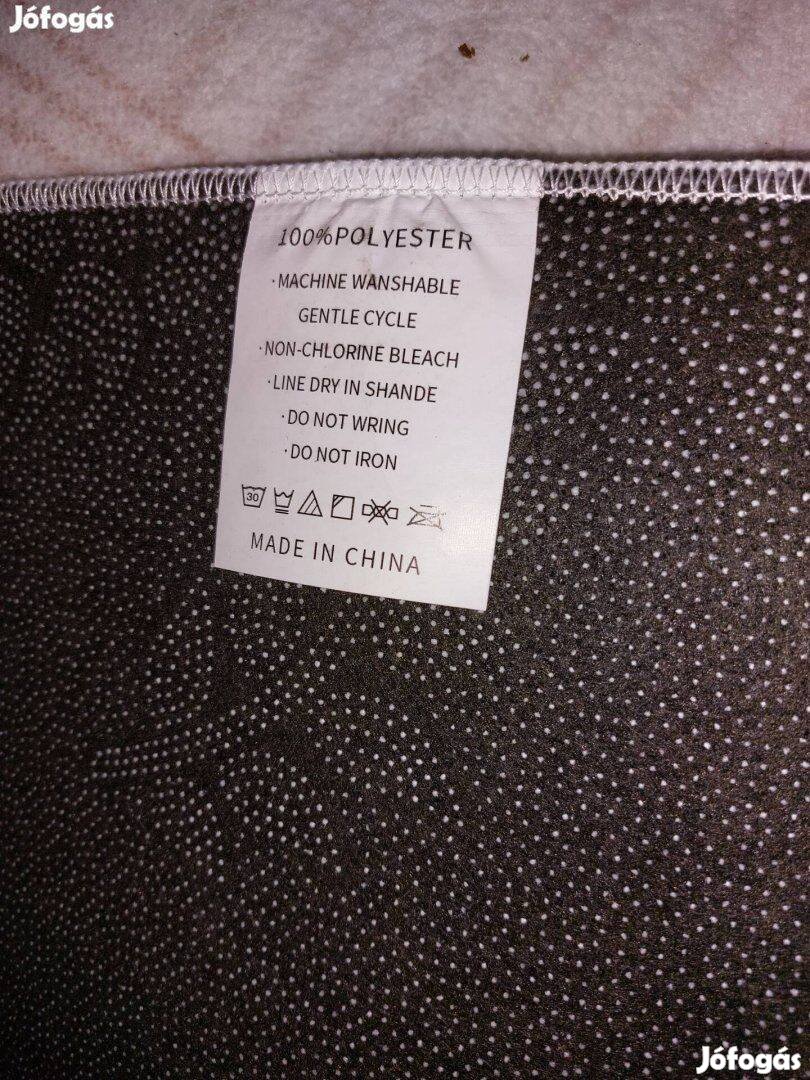 Jófogás
100%POLYESTER
·MACHINE WANSHABLE
GENTLE CYCLE
·NON-CHLORINE BLEACH
·LINE DRY IN SHANDE
·DO NOT WRING
·DO NOT IRON
30
MADE IN CHINA
Jófogás